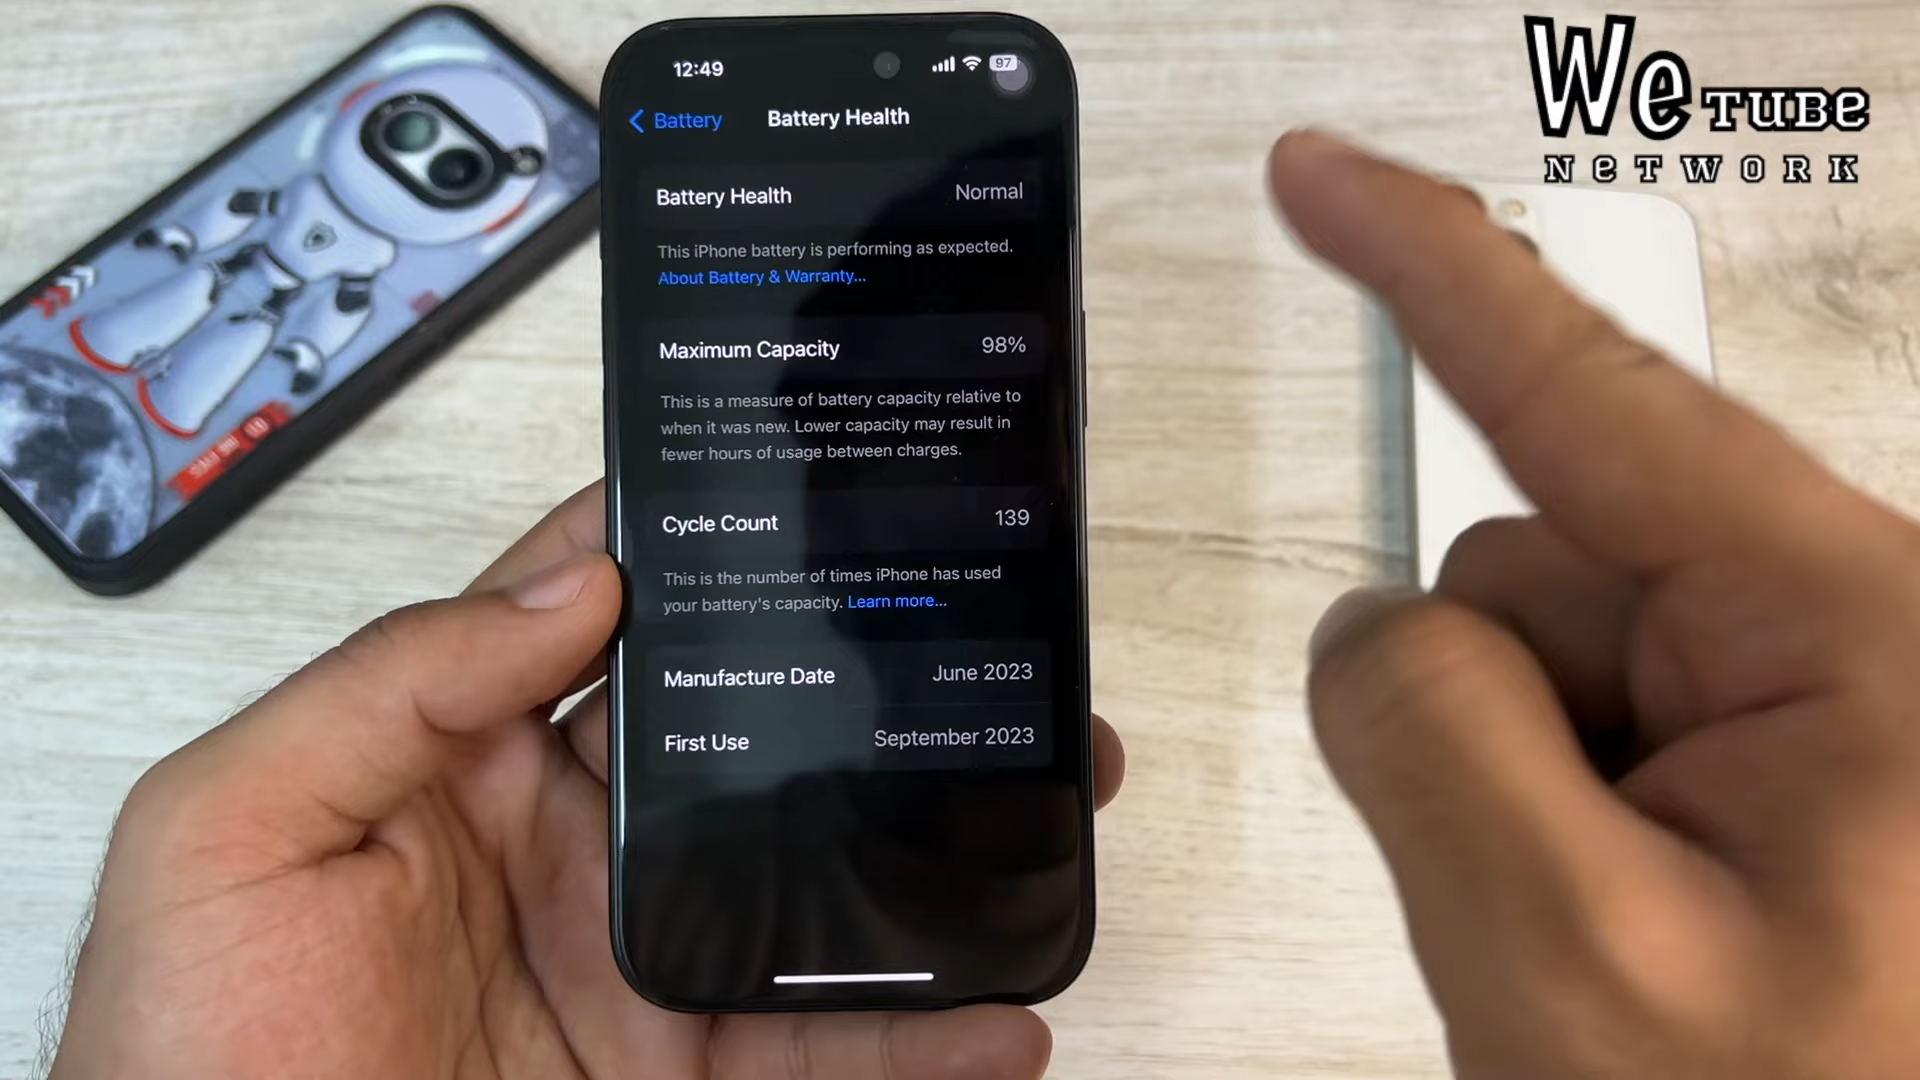 12:49
97
Battery
Battery Health
Battery Health
Normal
This iPhone battery is performing as expected.
About Battery & Warranty...
Maximum Capacity
98%
This is a measure of battery capacity relative to
when it was new. Lower capacity may result in
fewer hours of usage between charges.
Cycle Count
139
This is the number of times iPhone has used
your battery's capacity. Learn more...
Manufacture Date
June 2023
First Use
September 2023
We TUBE
NETWORK